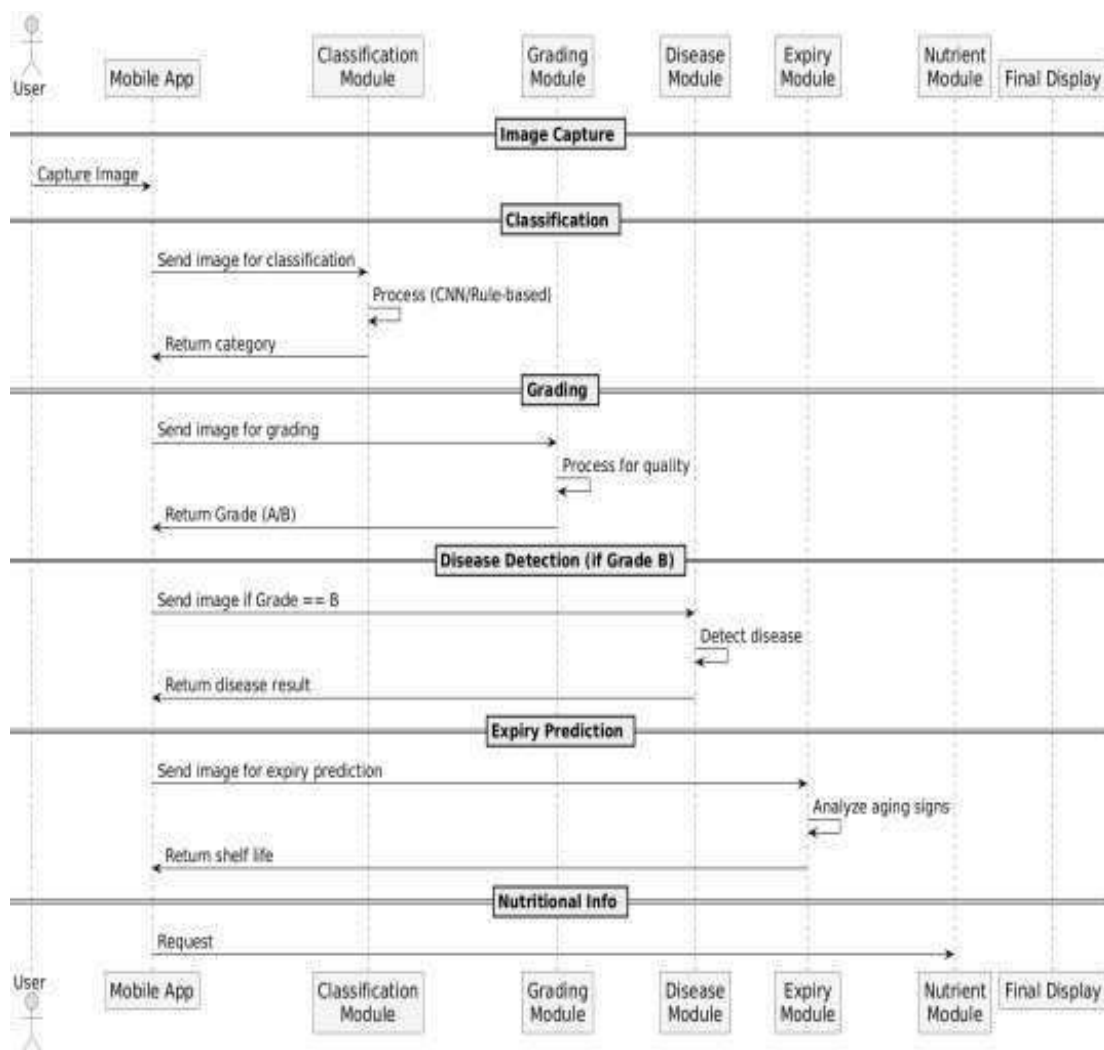 User
Mobile App
Classification
Module
Grading
Module
Disease
Module
Expiry
Module
Nutrient
Module
Final Display
Image Capture
Capture Image
Classification
Send image for classification
Process (CNN/Rule-based)
Return category
Grading
Send image for grading
Process for quality
Return Grade (A/B)
Disease Detection (if Grade B)
Send image if Grade == B
Detect disease
Return disease result
Expiry Prediction
Send image for expiry prediction
Analyze aging signs
Return shelf life
Nutritional Info
Request
User
Mobile App
Classification
Module
Grading
Module
Disease
Module
Expiry
Module
Nutrient
Module
Final Display